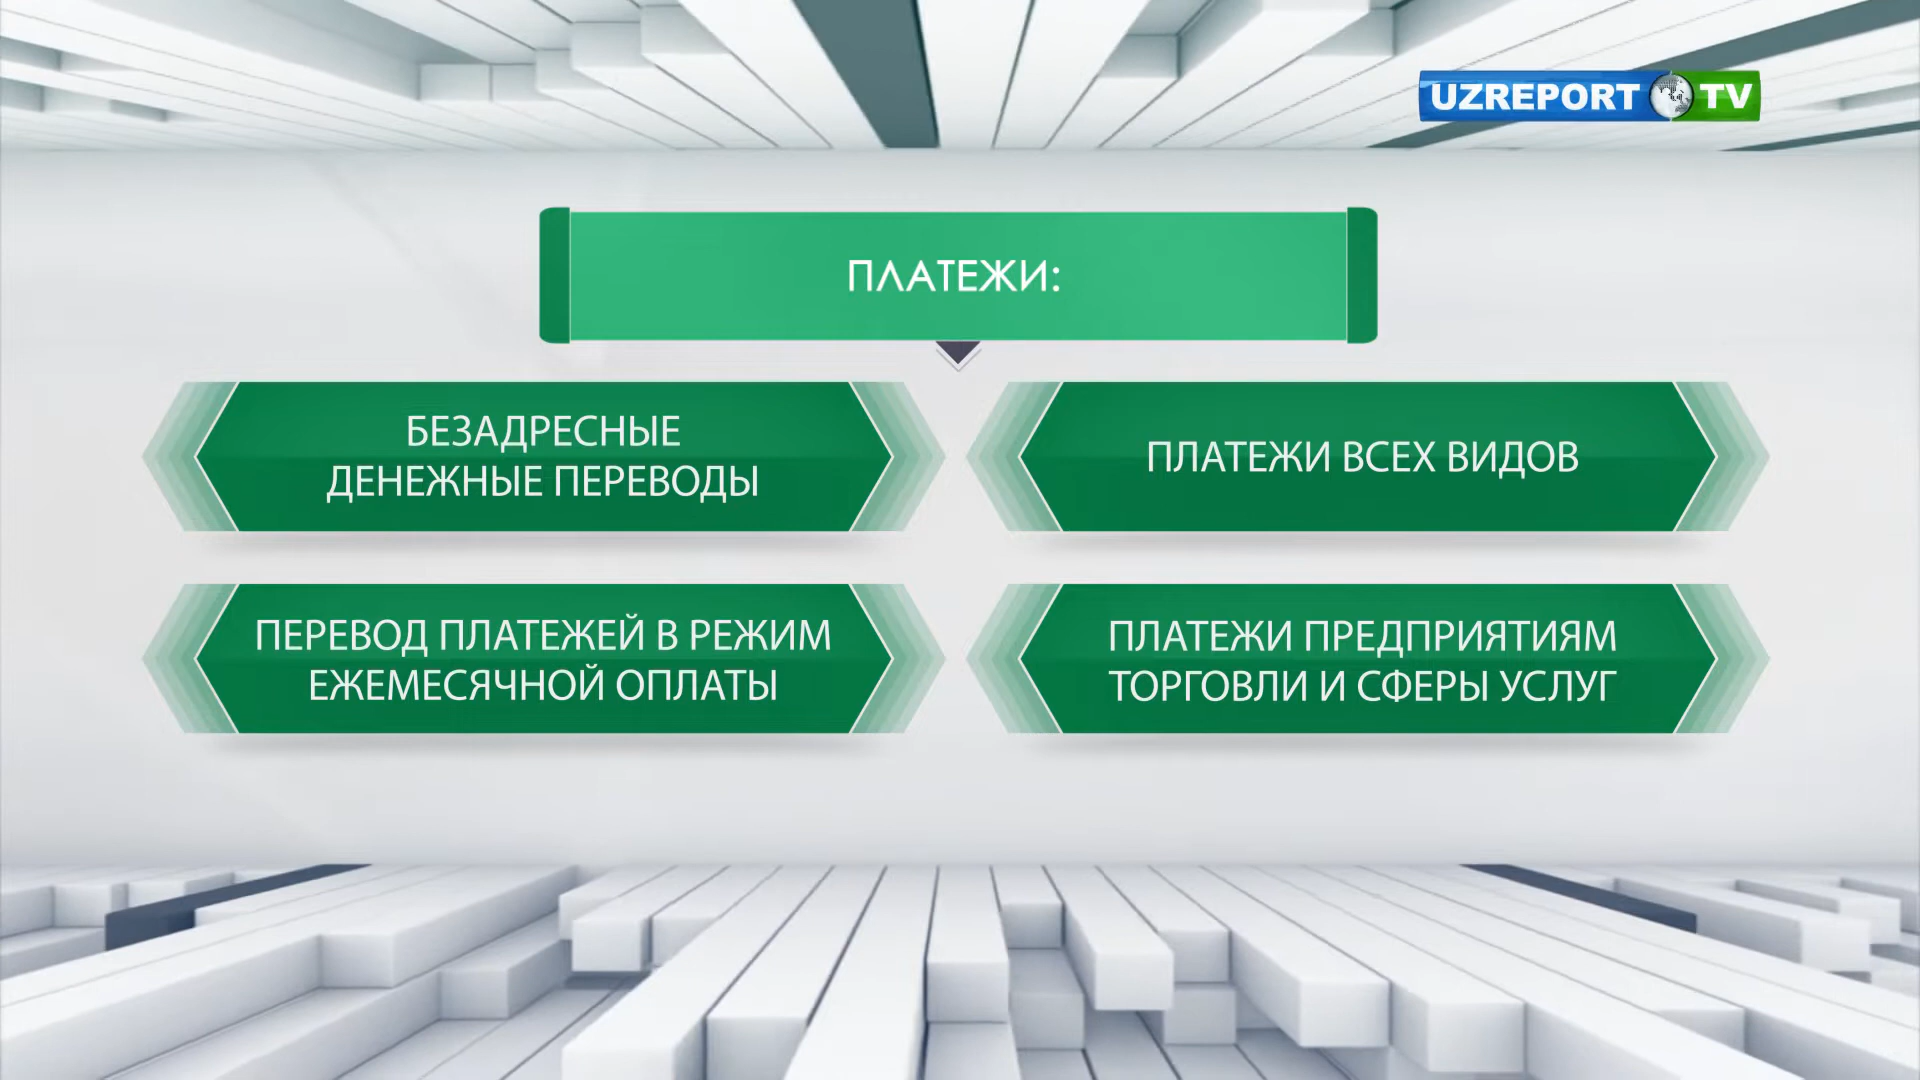 UZREPORT TV
ПЛАТЕЖИ:
БЕЗАДРЕСНЫЕ
ДЕНЕЖНЫЕ ПЕРЕВОДЫ
ПЛАТЕЖИ ВСЕХ ВИДОВ
ПЕРЕВОД ПЛАТЕЖЕЙ В РЕЖИМ
ЕЖЕМЕСЯЧНОЙ ОПЛАТЫ
ПЛАТЕЖИ ПРЕДПРИЯТИЯМ
ТОРГОВЛИ И СФЕРЫ УСЛУГ